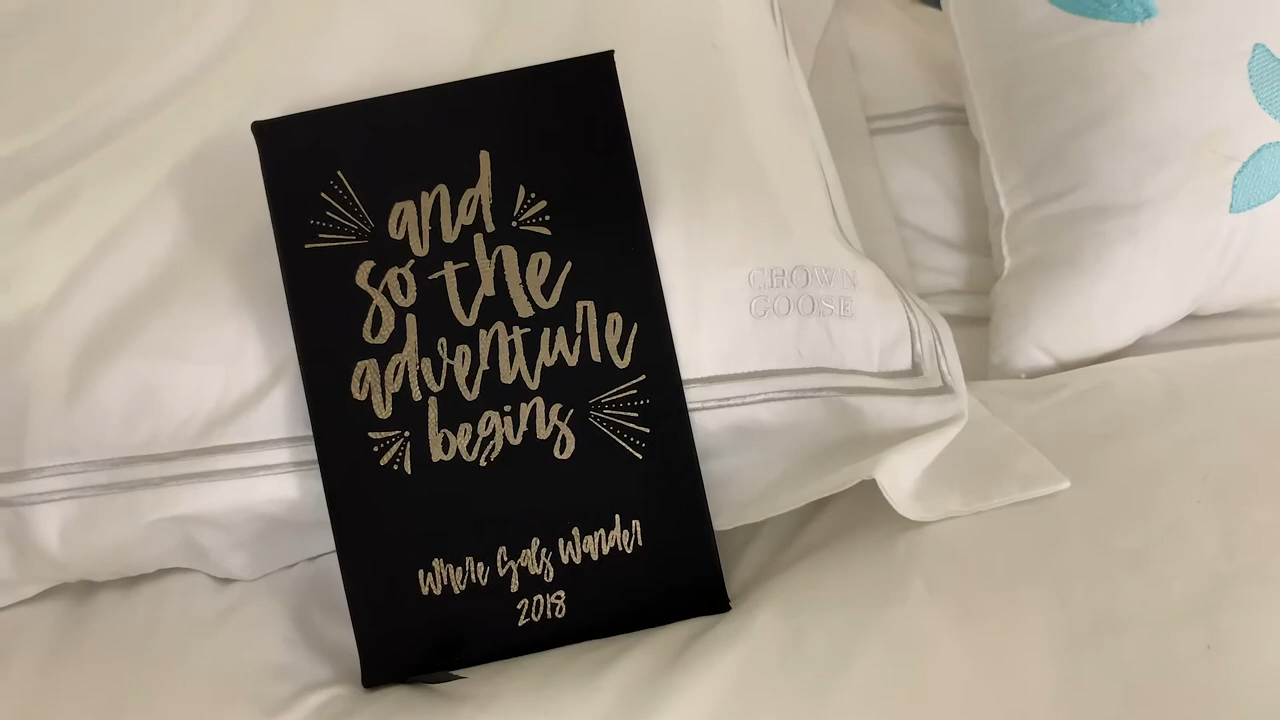 and
so the
adventure
begins
Where Gals Wander
2018
CROWN
GOOSE